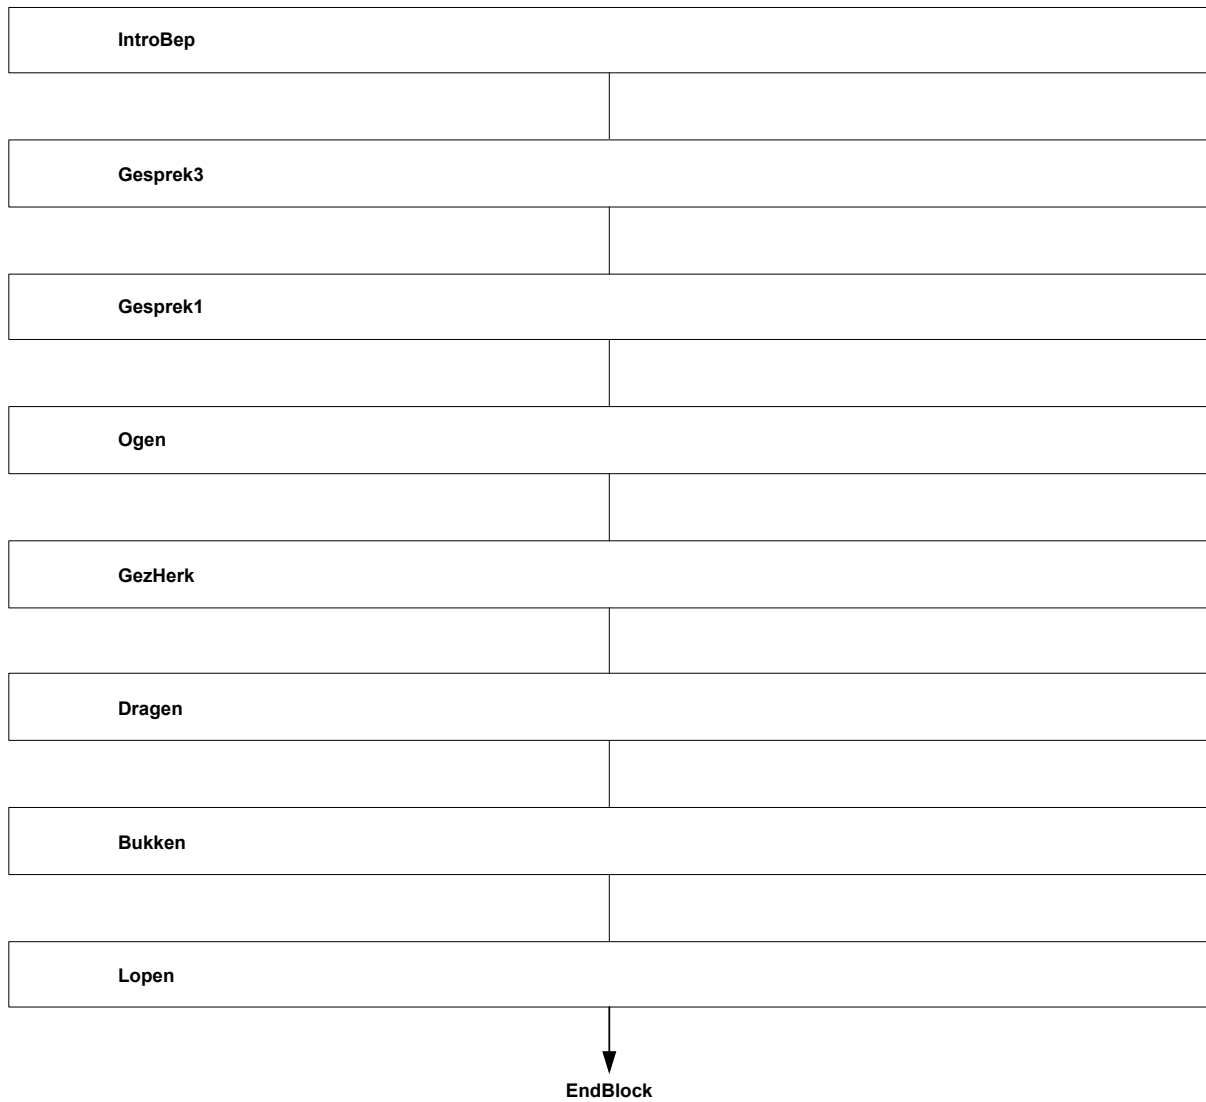 IntroBep
Gesprek3
Gesprek1
Ogen
GezHerk
Dragen
Bukken
Lopen
EndBlock